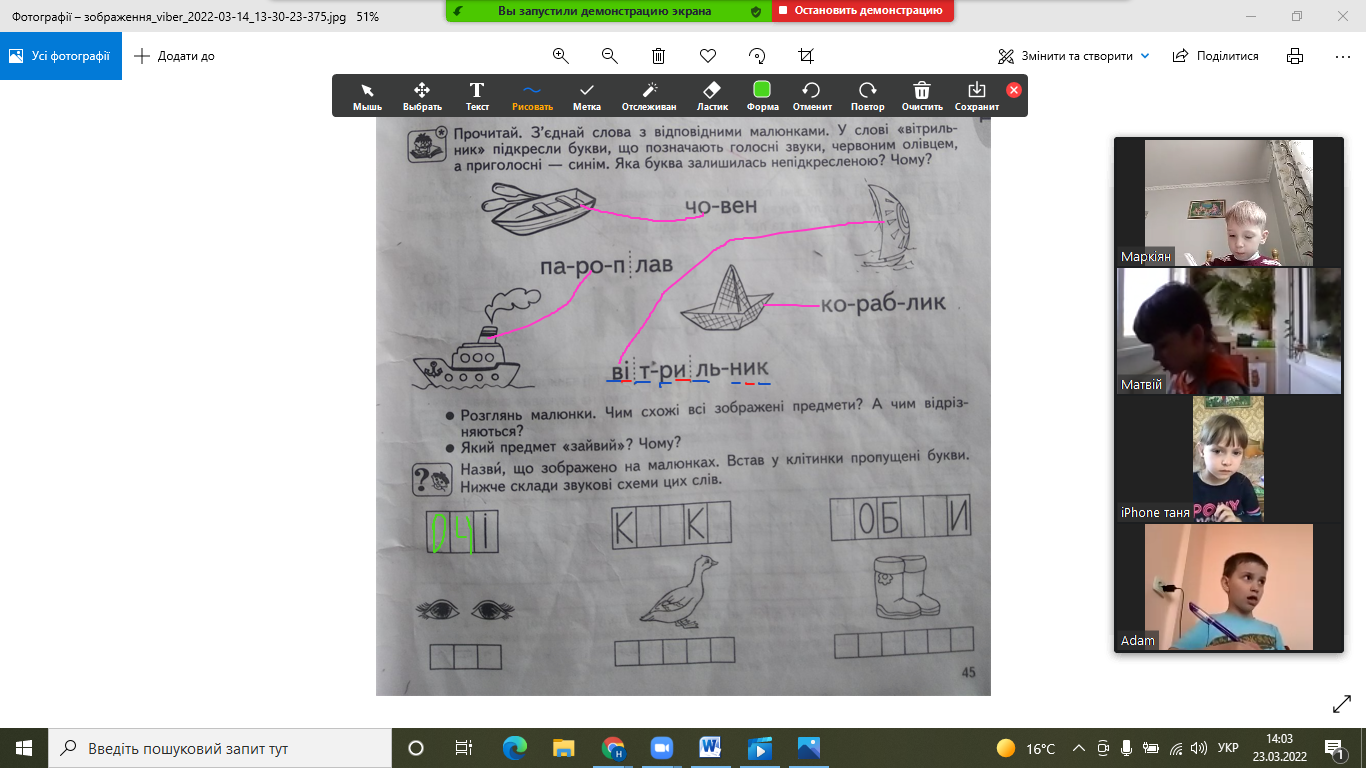 Фотографії – зображення_viber_2022-03-14_13-30-23-375.jpg 51%
Вы запустили демонстрацию экрана
Остановить демонстрацию
Усі фотографії
Додати до
Змінити та створити
Поділитися
Мышь Выбрать Текст Рисовать Метка Отслеживан Ластик Форма Отменит Повтор Очистить Сохранит
Прочитай. З’єднай слова з відповідними малюнками. У слові «вітриль-
ник» підкресли букви, що позначають голосні звуки, червоним олівцем,
а приголосні — синім. Яка буква залишилась непідкресленою? Чому?
чо-вен
па-ро-п лав
ко-раб-лик
ві т-ри ль-ник
● Розглянь малюнки. Чим схожі всі зображені предмети? А чим відріз-
няються?
● Який предмет «зайвий»? Чому?
Назви, що зображено на малюнках. Встав у клітинки пропущені букви.
Нижче склади звукові схеми цих слів.
О Ч І
К К
О Б И
45
Маркіян
Матвій
iPhone таня
Adam
Введіть пошуковий запит тут
16°C
УКР
14:03
23.03.2022
1